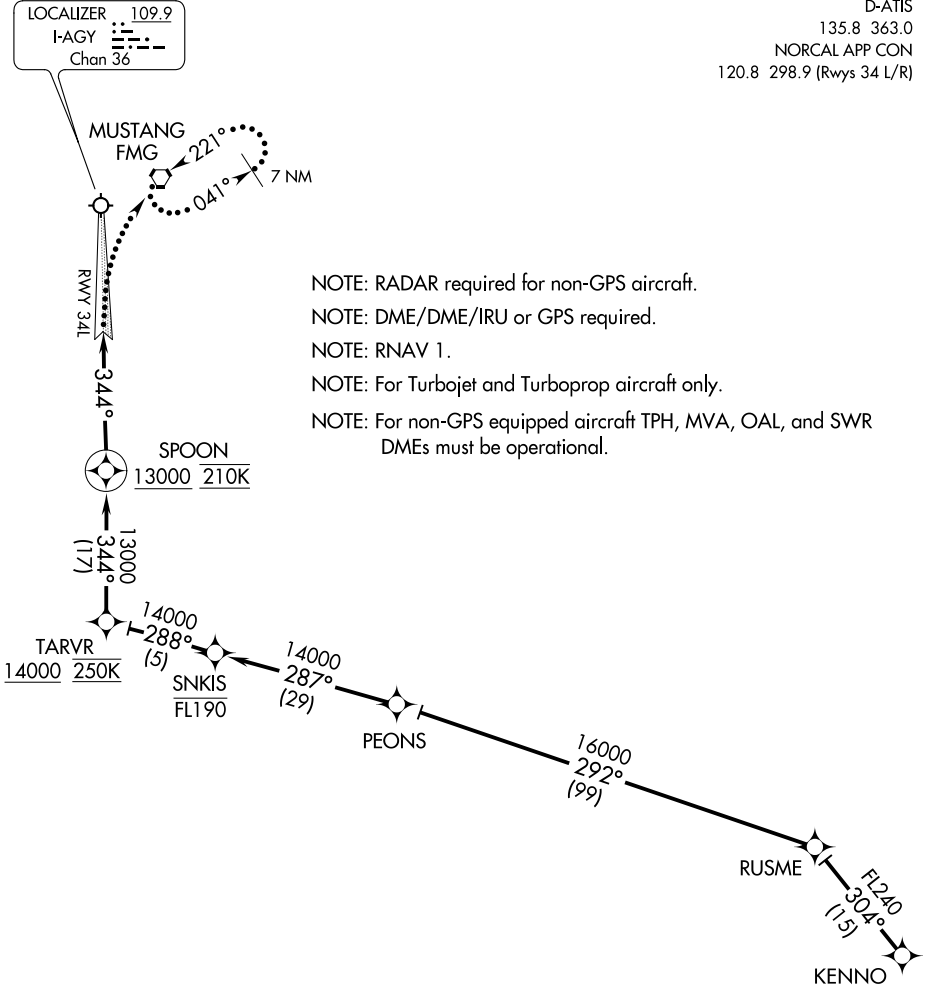 LOCALIZER 109.9
I-AGY
Chan 36
D-ATIS
135.8 363.0
NORCAL APP CON
120.8 298.9 (Rwys 34 L/R)
MUSTANG
FMG
221°
041°
7 NM
RWY 34L
NOTE: RADAR required for non-GPS aircraft.
NOTE: DME/DME/IRU or GPS required.
NOTE: RNAV 1.
NOTE: For Turbojet and Turboprop aircraft only.
NOTE: For non-GPS equipped aircraft TPH, MVA, OAL, and SWR
DMEs must be operational.
344°
SPOON
13000 210K
13000
344°
(17)
TARVR
14000 250K
14000
288°
(5)
SNKIS
FL190
14000
287°
(29)
PEONS
16000
292°
(99)
RUSME
FL240
304°
(15)
KENNO